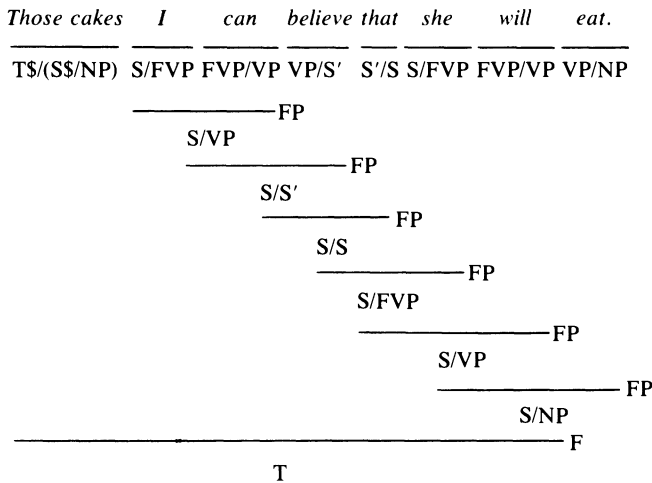 Those cakes I can believe that she will eat.
T$/(S$/NP) S/FVP FVP/VP VP/S′ S′/S S/FVP FVP/VP VP/NP
FP
S/VP
FP
S/S′
FP
S/S
FP
S/FVP
FP
S/VP
FP
S/NP
F
T